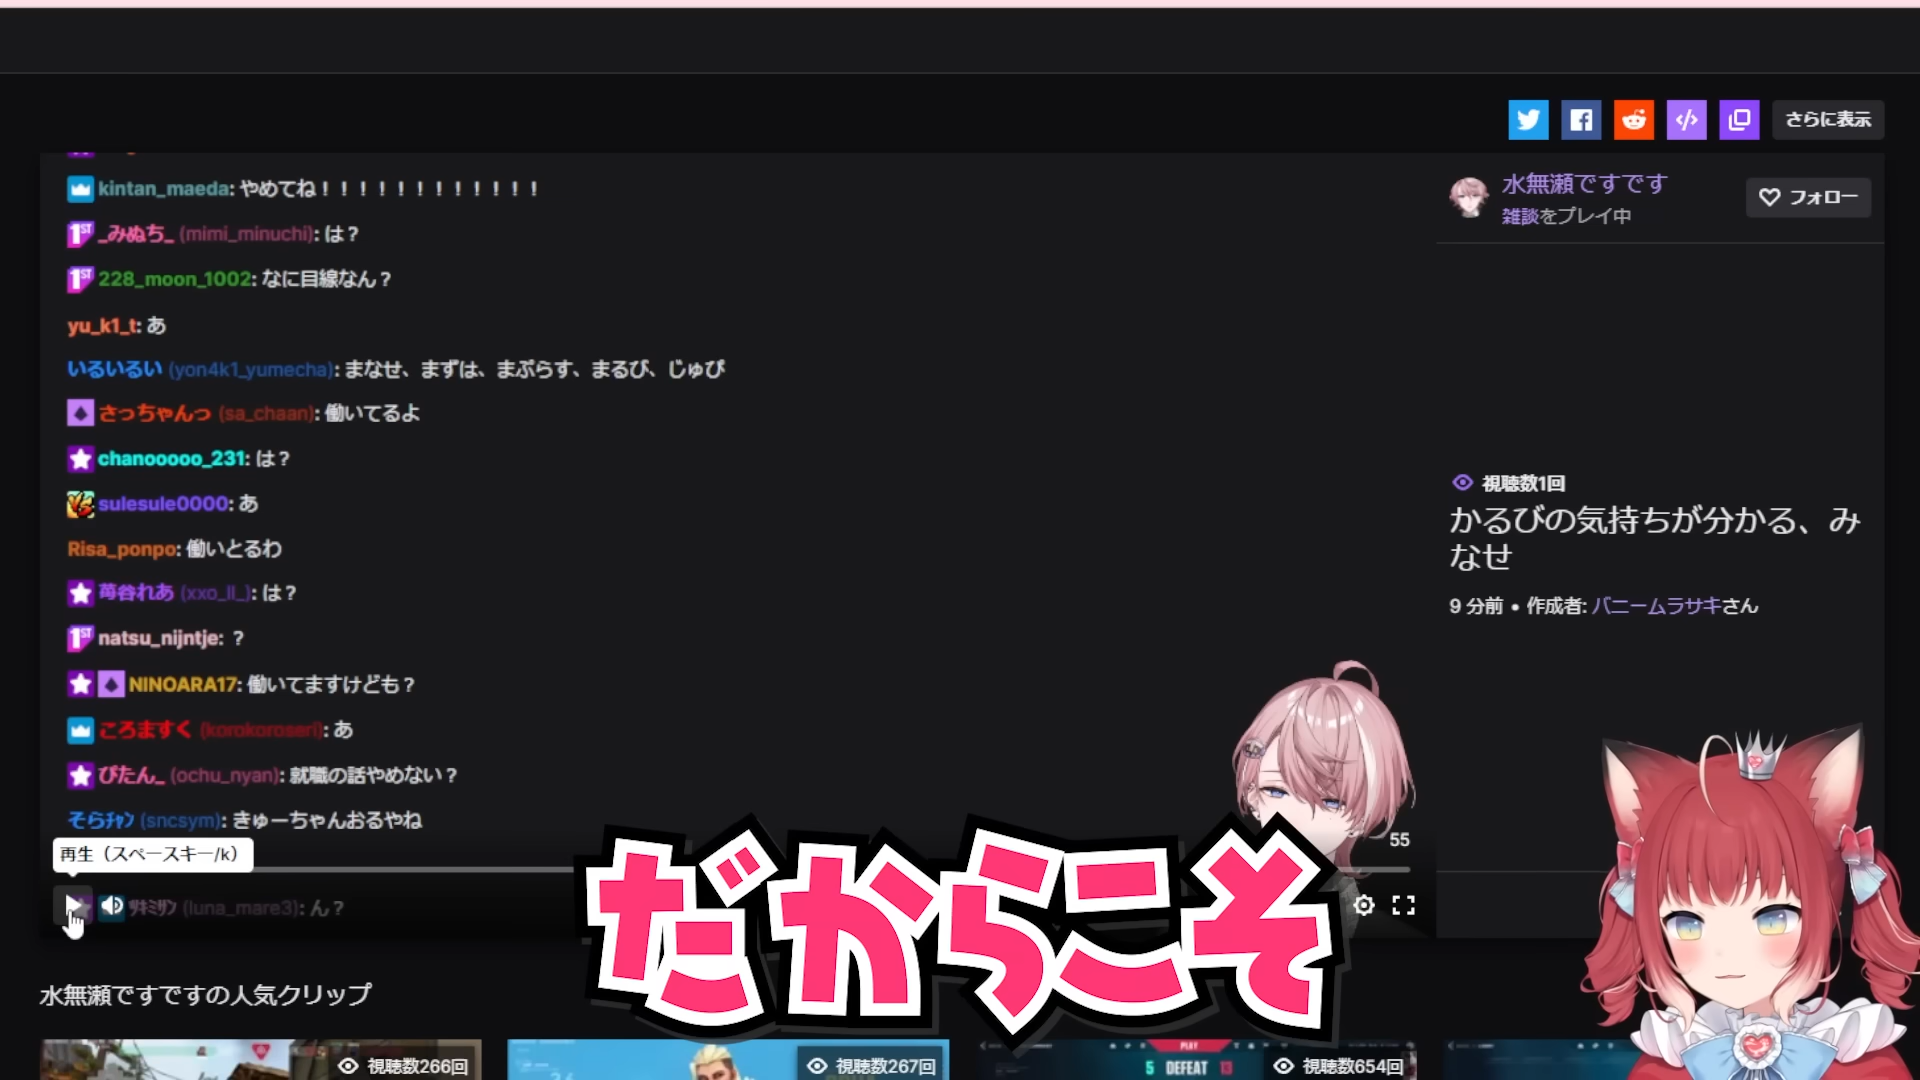 さらに表示
kintan_maeda: やめてね！！！！！！！！！！！！
1ST _みぬち_ (mimi_minuchi): は？
1ST 228_moon_1002: なに目線なん？
yu_k1_t: あ
いるいるい (yon4k1_yumecha): まなせ、まずは、まぷらす、まるび、じゅぴ
さっちゃんっ (sa_chaan): 働いてるよ
chanooooo_231: は？
sulesule0000: あ
Risa_ponpo: 働いとるわ
苺谷れあ (xxo_ll_): は？
1ST natsu_nijntje: ？
NINOARA17: 働いてますけども？
ころますく (korokoroseri): あ
ぴたん_ (ochu_nyan): 就職の話やめない？
そらﾁｬﾝ (sncsym): きゅーちゃんおるやね
再生（スペースキー/k）
(luna_mare3): ん？
55
水無瀬ですです
雑談をプレイ中
フォロー
視聴数1回
かるびの気持ちが分かる、み
なせ
9 分前 • 作成者: バニームラサキさん
だからこそ
水無瀬ですですの人気クリップ
視聴数266回
視聴数267回
PLAY
5 DEFEAT 13
視聴数654回